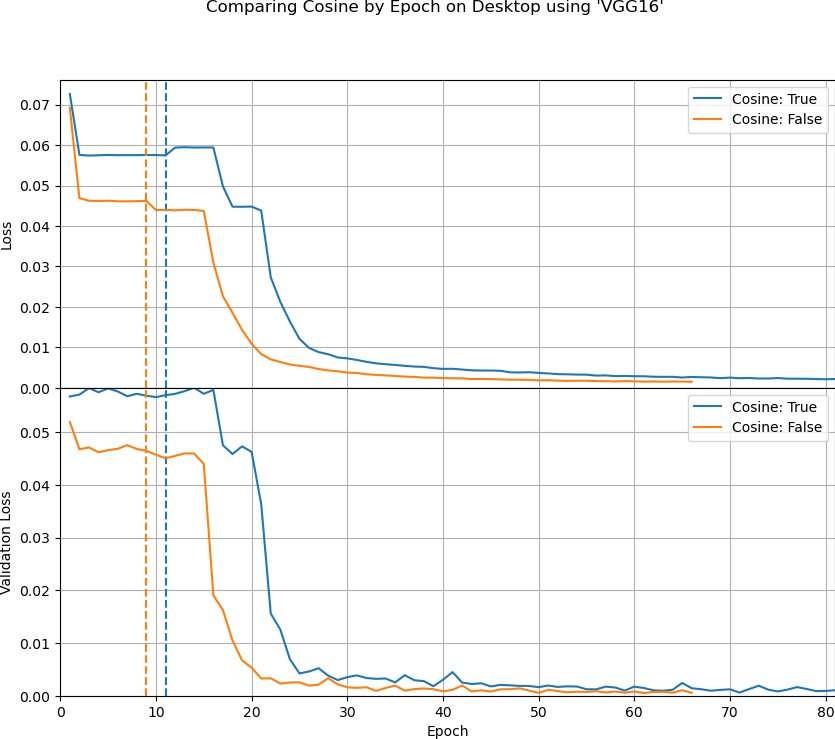 Comparing Cosine by Epoch on Desktop using 'VGG16'
Cosine: True
Cosine: False
0.07
0.06
0.05
0.04
0.03
0.02
0.01
0.00
Loss
Cosine: True
Cosine: False
0.05
0.04
0.03
0.02
0.01
0.00
Validation Loss
0 10 20 30 40 50 60 70 80
Epoch